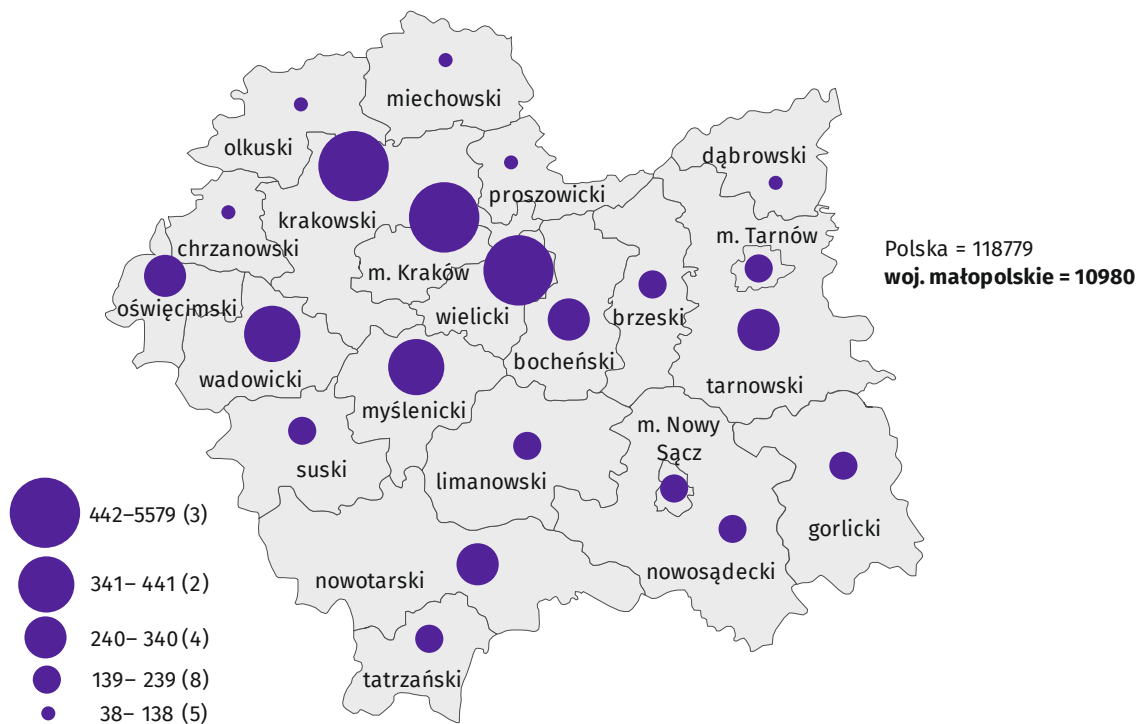 miechowski
olkuski
dąbrowski
proszowicki
krakowski
chrzanowski
m. Tarnów
m. Kraków
oświęcimski
wielicki
brzeski
bocheński
wadowicki
tarnowski
myślenicki
m. Nowy
Sącz
suski
limanowski
gorlicki
nowotarski
nowosądecki
tatrzański
Polska = 118779
woj. małopolskie = 10980
442–5579 (3)
341– 441 (2)
240– 340 (4)
139– 239 (8)
38– 138 (5)